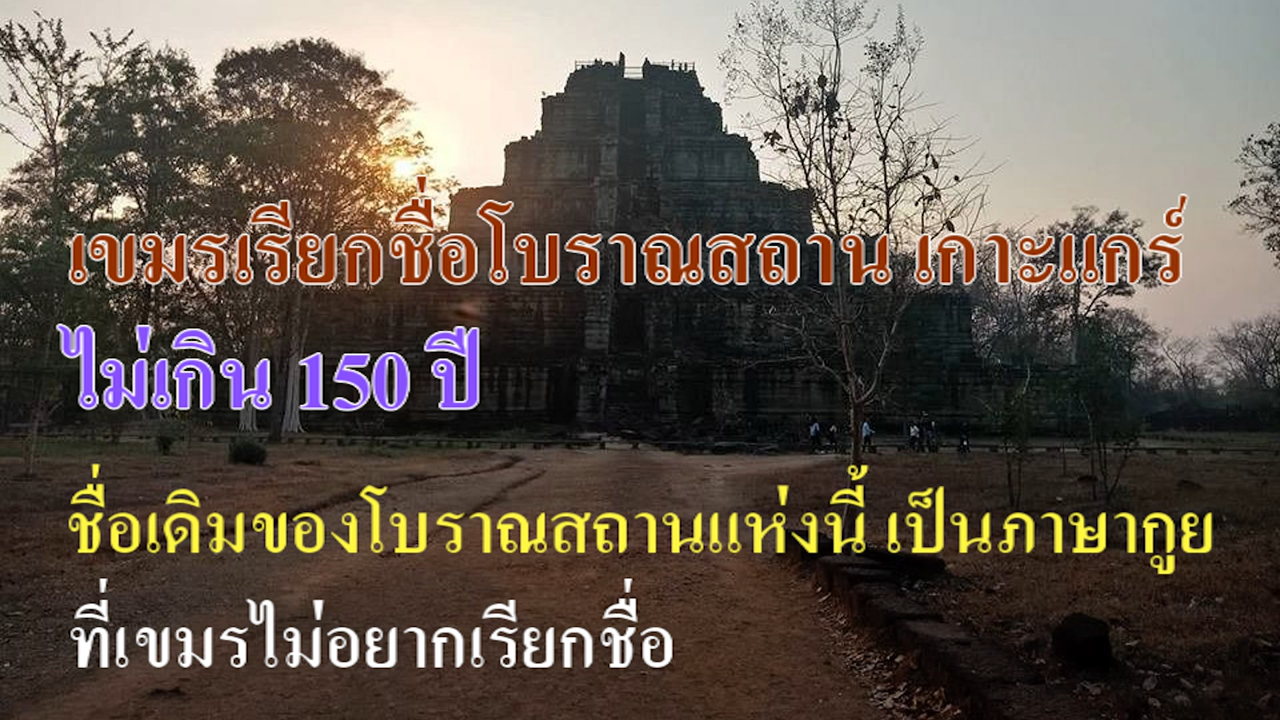 เขมรเรียกชื่อโบราณสถาน เกาะแกร์
ไม่เกิน 150 ปี
ชื่อเดิมของโบราณสถานแห่งนี้ เป็นภาษากูย
ที่เขมรไม่อยากเรียกชื่อ